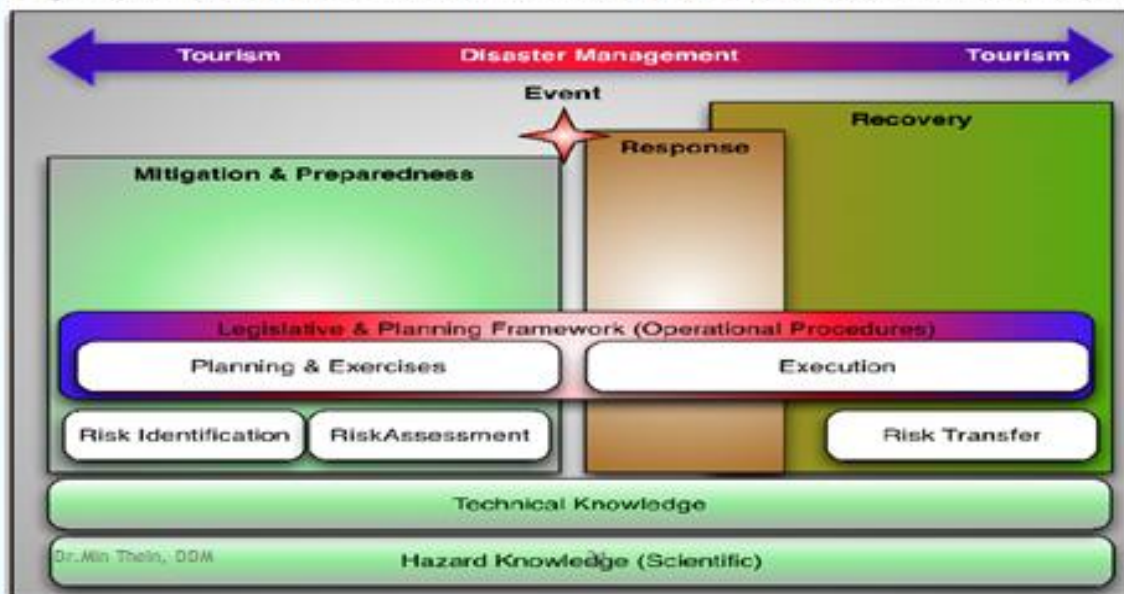 Tourism Disaster Management Tourism
Event
Recovery
Response
Mitigation & Preparedness
Legislative & Planning Framework (Operational Procedures)
Planning & Exercises Execution
Risk Identification RiskAssessment Risk Transfer
Technical Knowledge
Dr.Min Thein, DDM
Hazard Knowledge (Scientific)